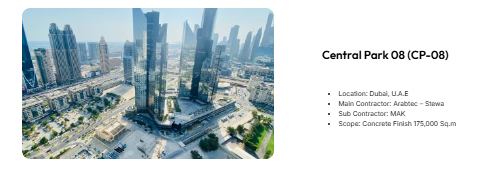 Central Park 08 (CP-08)
• Location: Dubai, U.A.E
• Main Contractor: Arabtec – Stewa
• Sub Contractor: MAK
• Scope: Concrete Finish 175,000 Sq.m